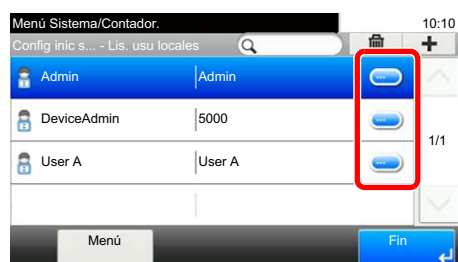 Menú Sistema/Contador. 10:10
Config inic s... - Lis. usu locales
Admin Admin
DeviceAdmin 5000
1/1
User A User A
Menú Fin